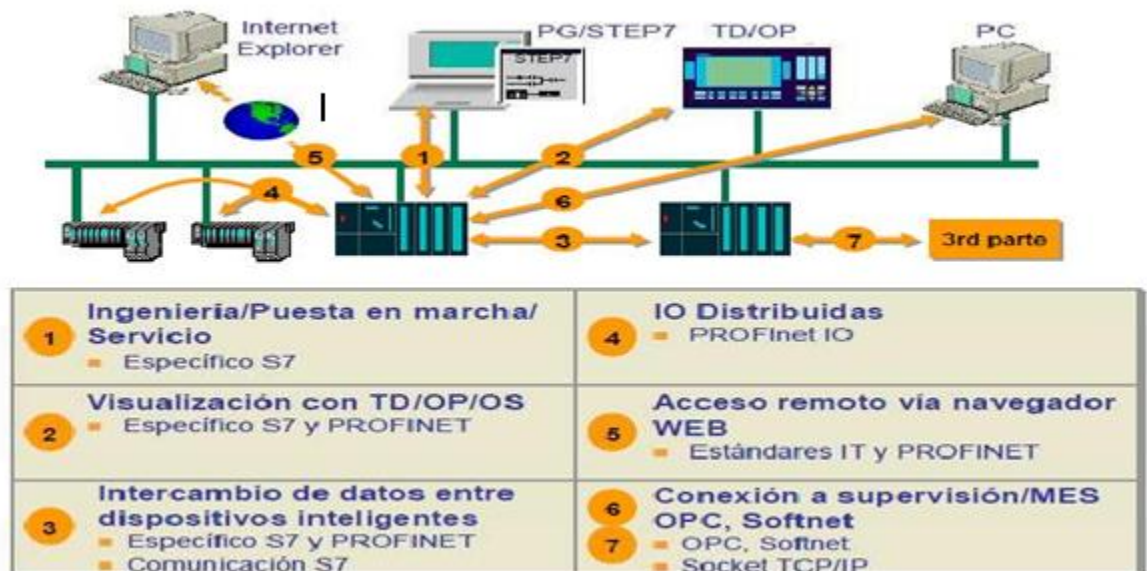 Internet
Explorer
PG/STEP7
TD/OP
PC
STEP7
5
1
2
4
6
3
7
3rd parte
1
Ingeniería/Puesta en marcha/
Servicio
Específico S7
4
IO Distribuidas
PROFInet IO
2
Visualización con TD/OP/OS
Específico S7 y PROFINET
5
Acceso remoto vía navegador
WEB
Estándares IT y PROFINET
3
Intercambio de datos entre
dispositivos inteligentes
Específico S7 y PROFINET
Comunicación S7
6
7
Conexión a supervisión/MES
OPC, Softnet
OPC, Softnet
Socket TCP/IP